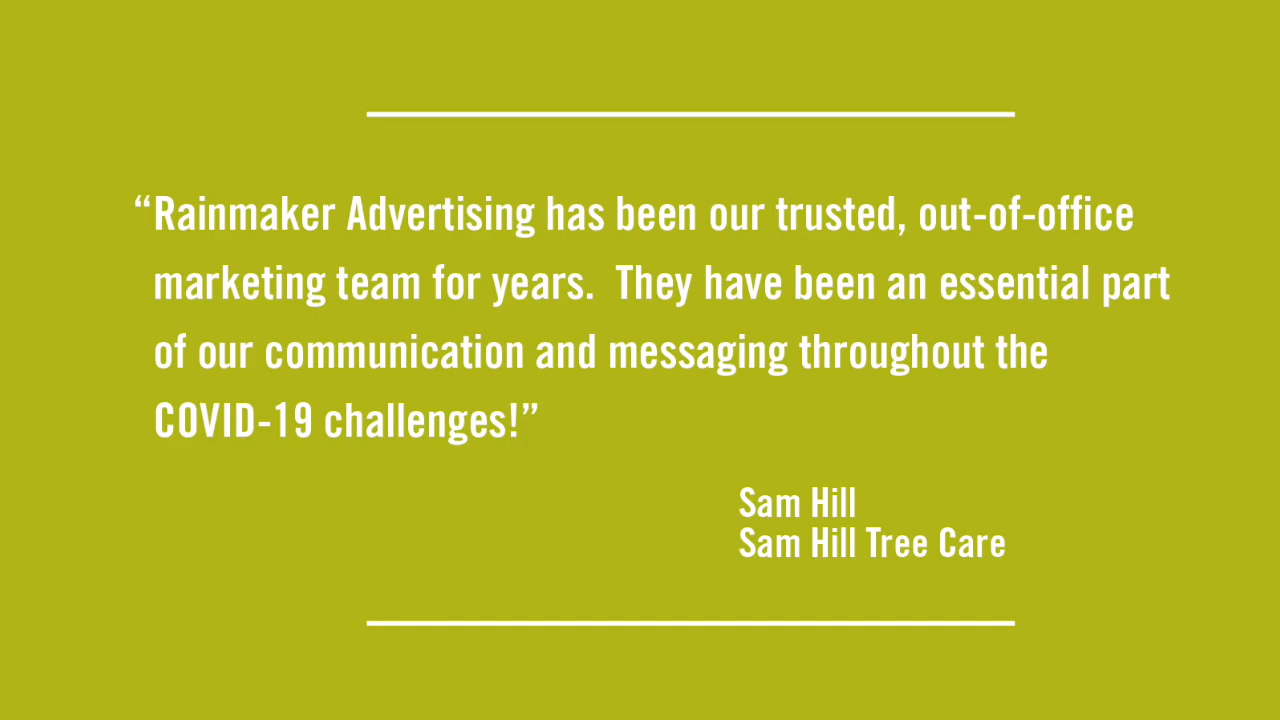 “Rainmaker Advertising has been our trusted, out-of-office
marketing team for years.  They have been an essential part
of our communication and messaging throughout the
COVID-19 challenges!”
Sam Hill
Sam Hill Tree Care